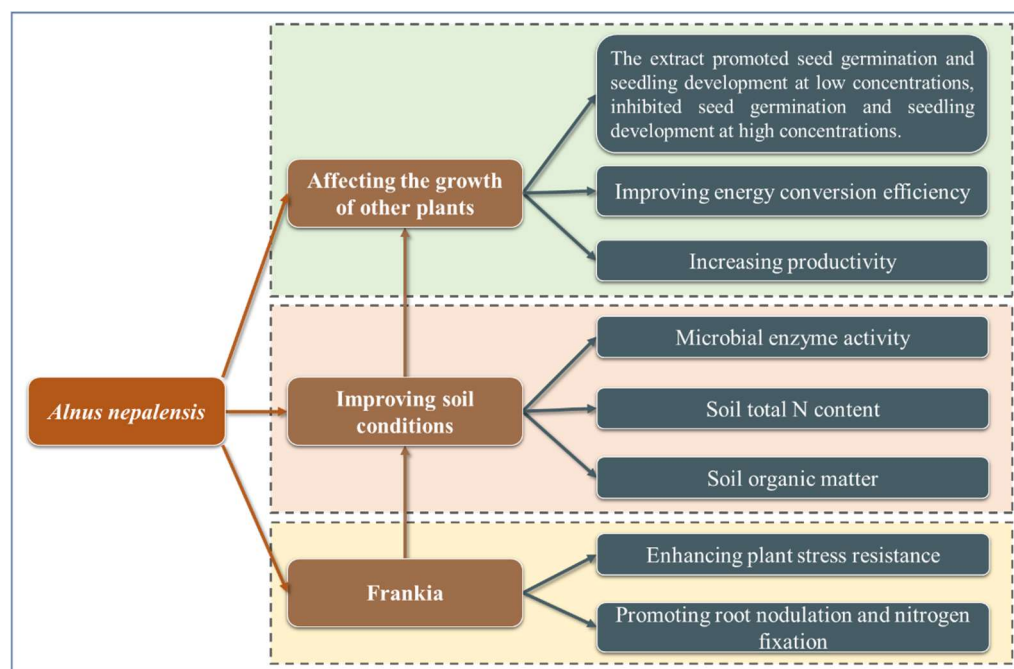 The extract promoted seed germination and
seedling development at low concentrations,
inhibited seed germination and seedling
development at high concentrations.
Affecting the growth
of other plants
Improving energy conversion efficiency
Increasing productivity
Microbial enzyme activity
Alnus nepalensis
Improving soil
conditions
Soil total N content
Soil organic matter
Enhancing plant stress resistance
Frankia
Promoting root nodulation and nitrogen
fixation